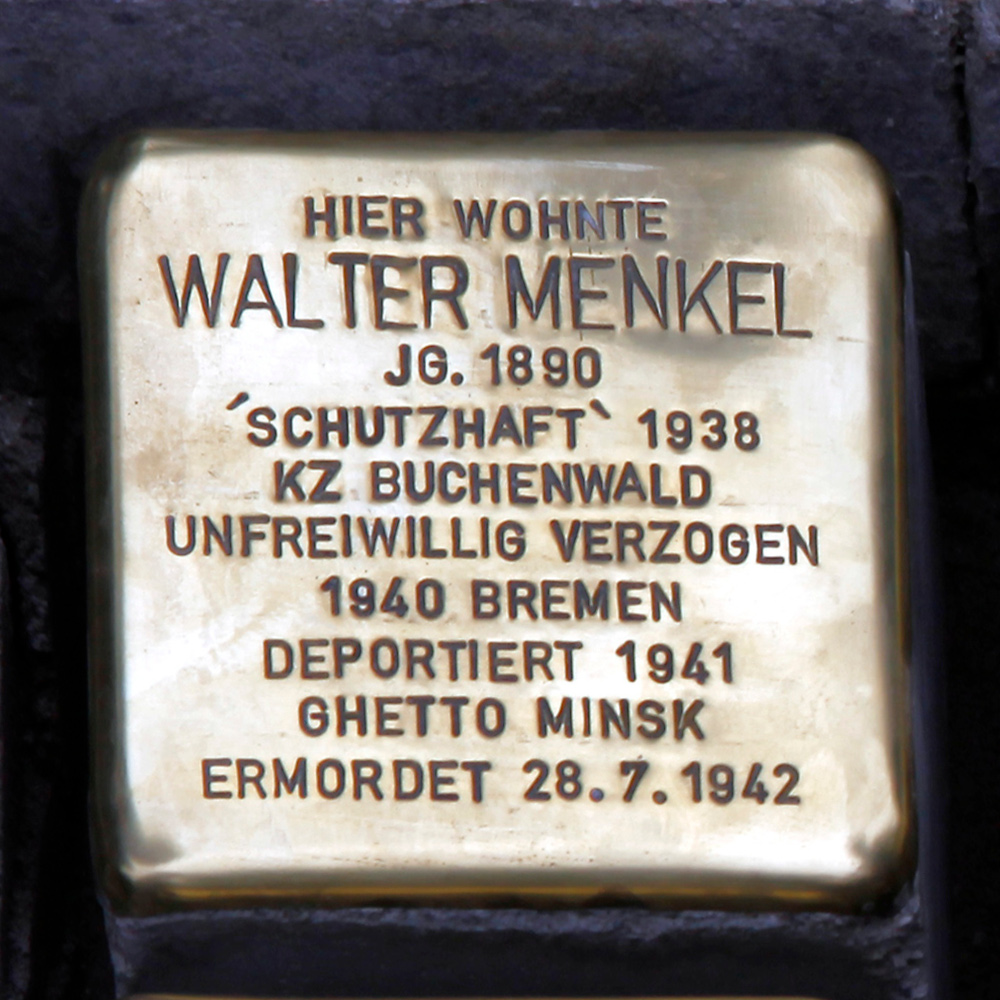 HIER WOHNTE
WALTER MENKEL
JG. 1890
´SCHUTZHAFT` 1938
KZ BUCHENWALD
UNFREIWILLIG VERZOGEN
1940 BREMEN
DEPORTIERT 1941
GHETTO MINSK
ERMORDET 28.7.1942